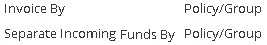 Invoice By Policy/Group
Separate Incoming Funds By Policy/Group